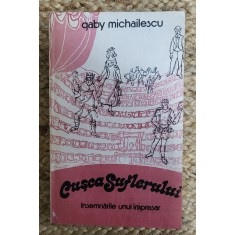 gaby michailescu
Cușca Suflerului
însemnările unui impresar